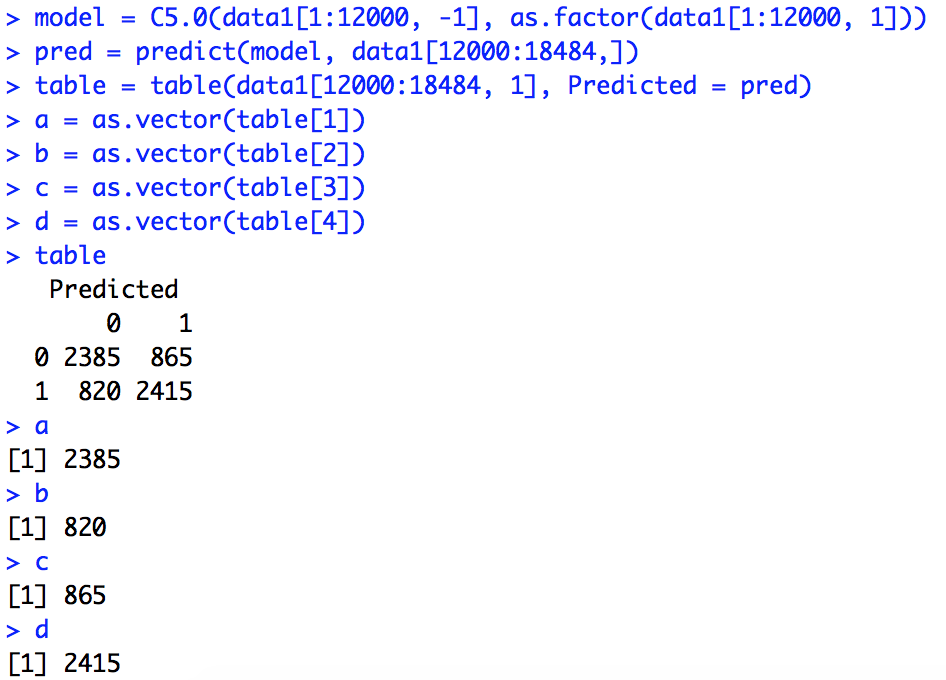 > model = C5.0(data1[1:12000, -1], as.factor(data1[1:12000, 1]))
> pred = predict(model, data1[12000:18484,])
> table = table(data1[12000:18484, 1], Predicted = pred)
> a = as.vector(table[1])
> b = as.vector(table[2])
> c = as.vector(table[3])
> d = as.vector(table[4])
> table
   Predicted
       0    1
  0 2385  865
  1  820 2415
> a
[1] 2385
> b
[1] 820
> c
[1] 865
> d
[1] 2415